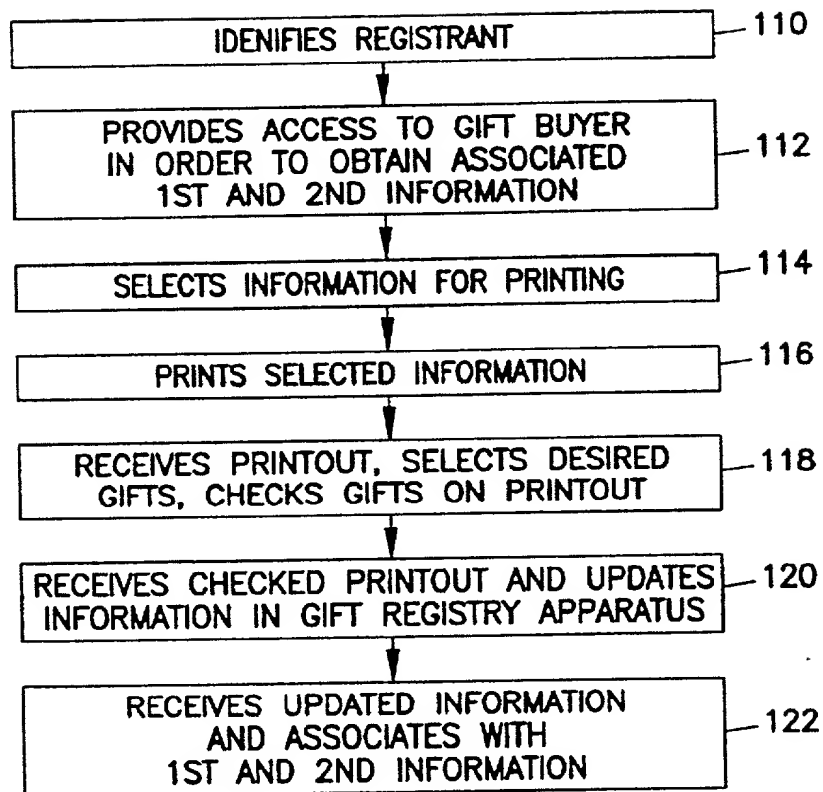 IDENIFIES REGISTRANT
110
PROVIDES ACCESS TO GIFT BUYER
IN ORDER TO OBTAIN ASSOCIATED
1ST AND 2ND INFORMATION
112
SELECTS INFORMATION FOR PRINTING
114
PRINTS SELECTED INFORMATION
116
RECEIVES PRINTOUT, SELECTS DESIRED
GIFTS, CHECKS GIFTS ON PRINTOUT
118
RECEIVES CHECKED PRINTOUT AND UPDATES
INFORMATION IN GIFT REGISTRY APPARATUS
120
RECEIVES UPDATED INFORMATION
AND ASSOCIATES WITH
1ST AND 2ND INFORMATION
122